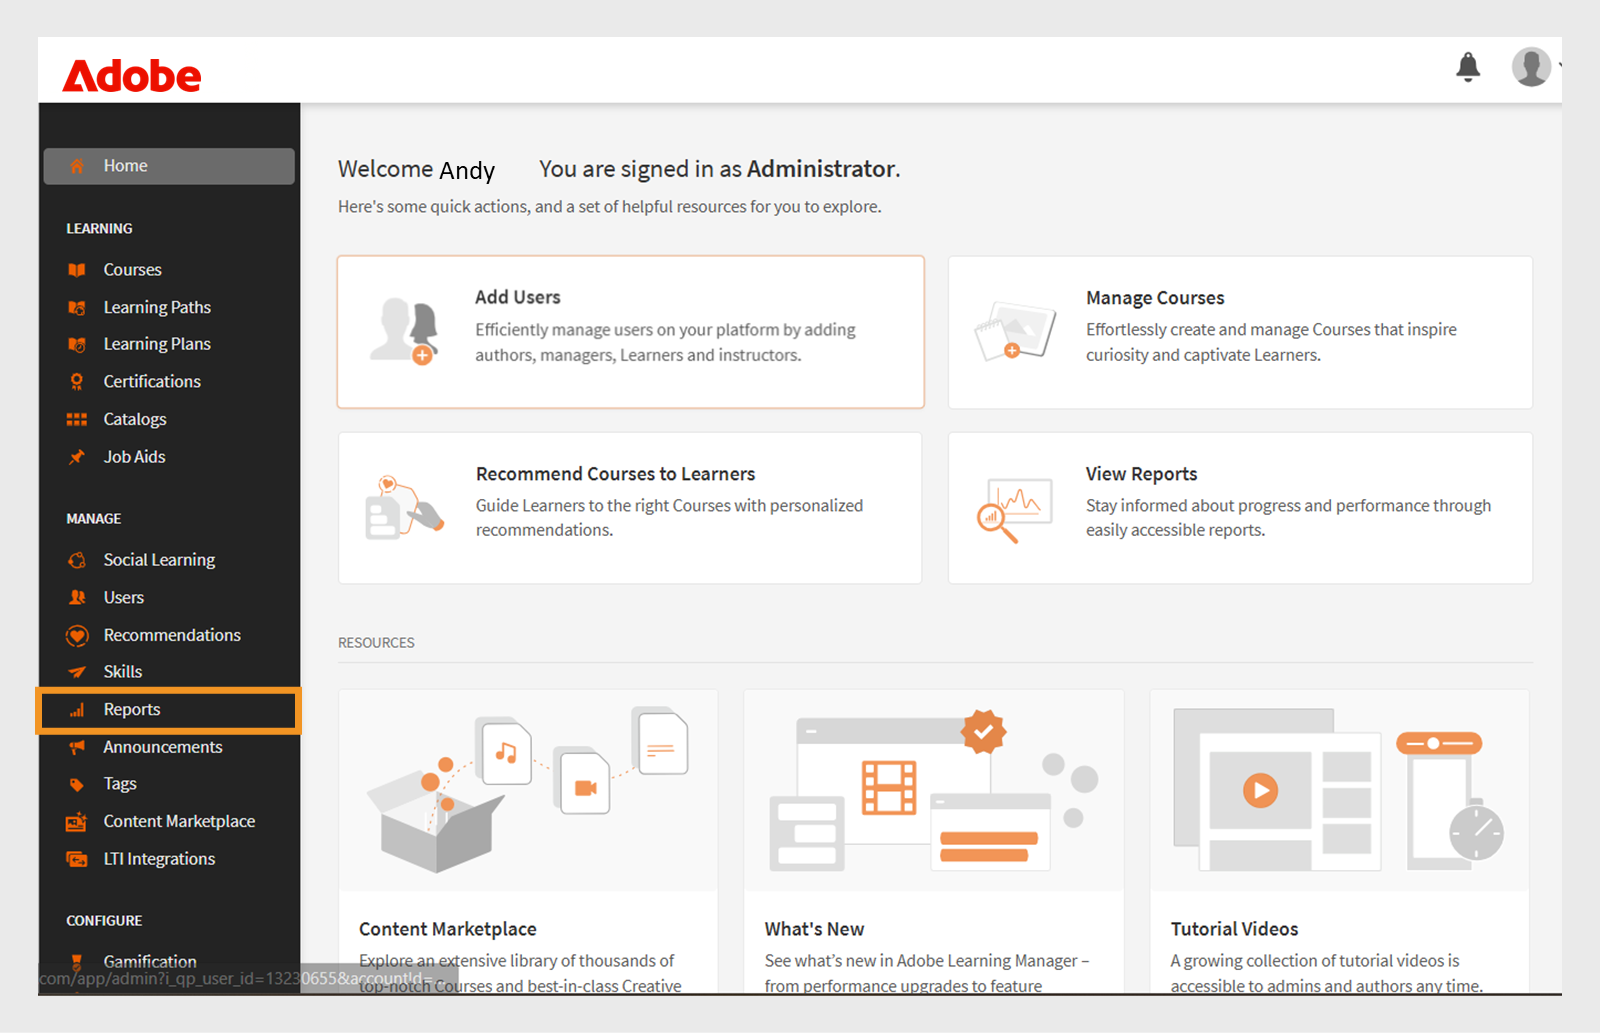 Adobe
Home
Welcome Andy You are signed in as Administrator.
Here's some quick actions, and a set of helpful resources for you to explore.
LEARNING
Courses
Learning Paths
Learning Plans
Certifications
Catalogs
Job Aids
MANAGE
Social Learning
Users
Recommendations
Skills
Reports
Announcements
Tags
Content Marketplace
LTI Integrations
CONFIGURE
Gamification
com/app/admin?i_qp_user_id=13230655&accountId=...
Add Users
Efficiently manage users on your platform by adding
authors, managers, Learners and instructors.
Manage Courses
Effortlessly create and manage Courses that inspire
curiosity and captivate Learners.
Recommend Courses to Learners
Guide Learners to the right Courses with personalized
recommendations.
View Reports
Stay informed about progress and performance through
easily accessible reports.
RESOURCES
Content Marketplace
Explore an extensive library of thousands of
top-notch Courses and best-in-class Creative
What's New
See what's new in Adobe Learning Manager –
from performance upgrades to feature
Tutorial Videos
A growing collection of tutorial videos is
accessible to admins and authors any time.